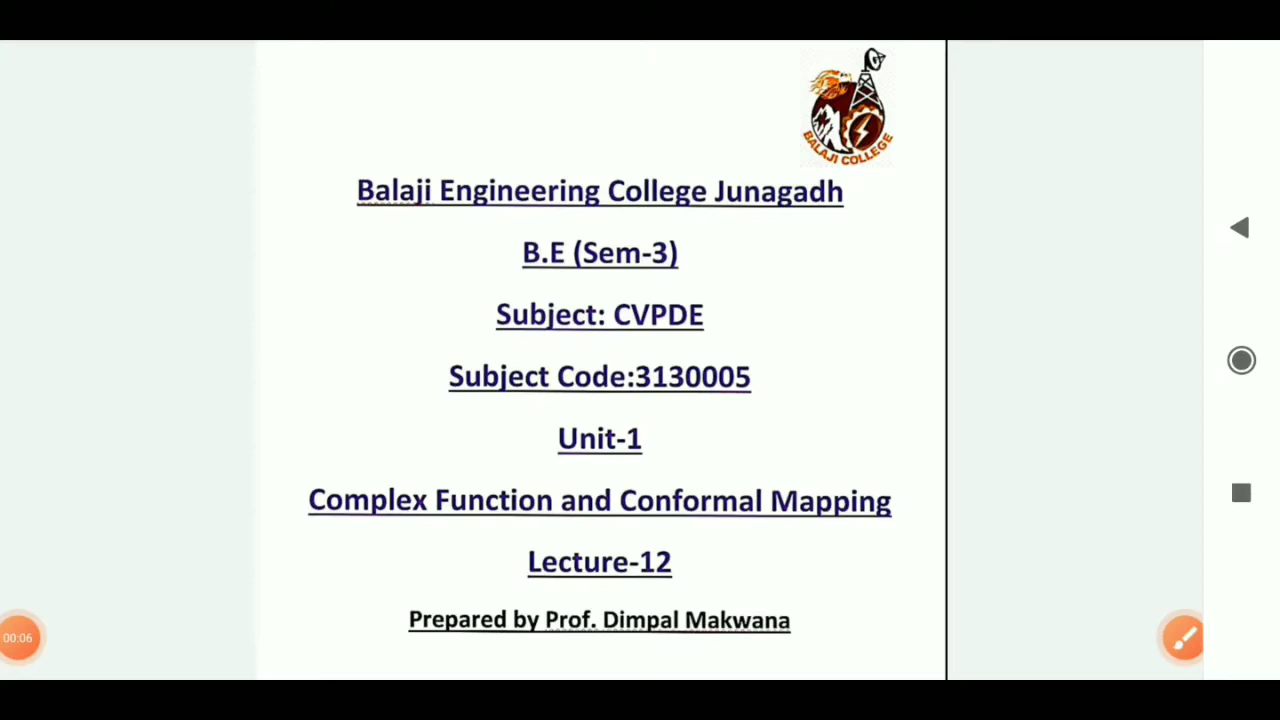 BALAJI COLLEGE
Balaji Engineering College Junagadh
B.E (Sem-3)
Subject: CVPDE
Subject Code:3130005
Unit-1
Complex Function and Conformal Mapping
Lecture-12
Prepared by Prof. Dimpal Makwana
00:06